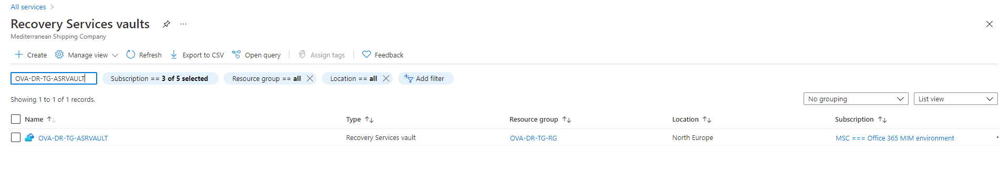 All services >
Recovery Services vaults ...
Mediterranean Shipping Company
+ Create Manage view Refresh Export to CSV Open query Assign tags Feedback
OVA-DR-TG-ASRVAULT Subscription == 3 of 5 selected Resource group == all Location == all Add filter
Showing 1 to 1 of 1 records. No grouping List view
Name Type Resource group Location Subscription
OVA-DR-TG-ASRVAULT Recovery Services vault OVA-DR-TG-RG North Europe MSC === Office 365 MIM environment